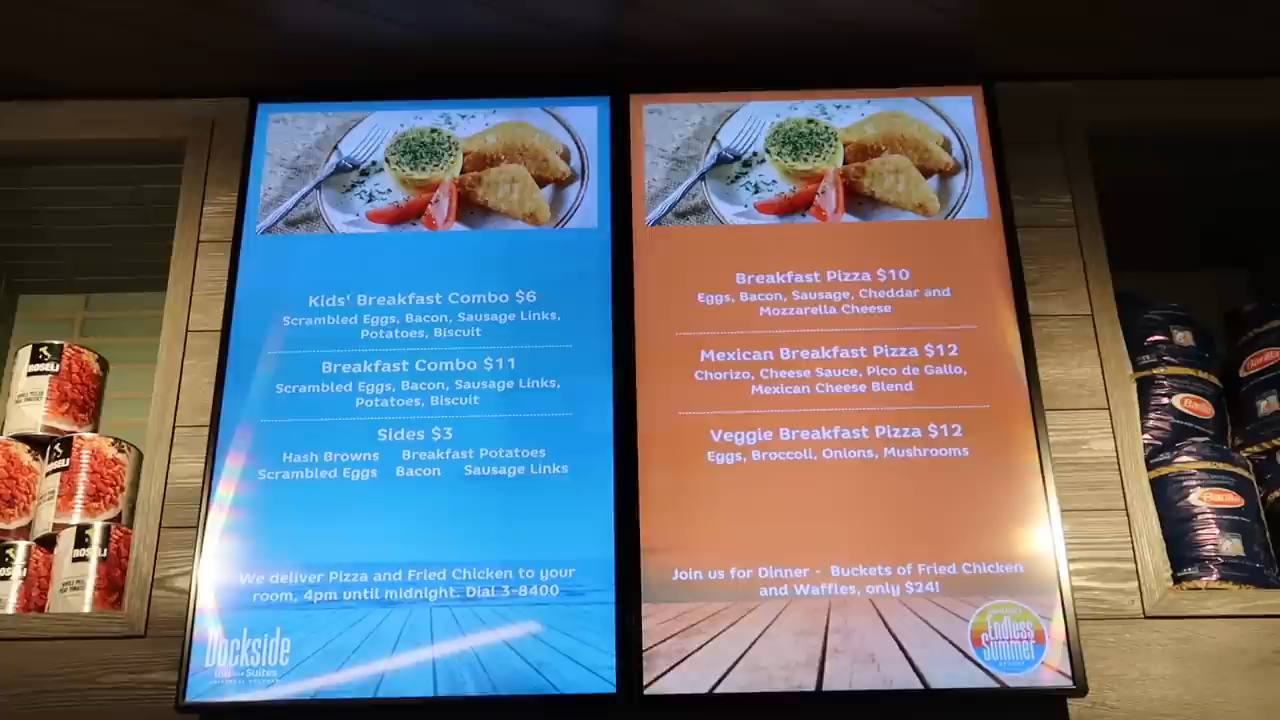 Kids' Breakfast Combo $6
Scrambled Eggs, Bacon, Sausage Links,
Potatoes, Biscuit
Breakfast Combo $11
Scrambled Eggs, Bacon, Sausage Links,
Potatoes, Biscuit
Sides $3
Hash Browns Breakfast Potatoes
Scrambled Eggs Bacon Sausage Links
We deliver Pizza and Fried Chicken to your
room, 4pm until midnight. Dial 3-8400
Dockside
Inn and Suites
Breakfast Pizza $10
Eggs, Bacon, Sausage, Cheddar and
Mozzarella Cheese
Mexican Breakfast Pizza $12
Chorizo, Cheese Sauce, Pico de Gallo,
Mexican Cheese Blend
Veggie Breakfast Pizza $12
Eggs, Broccoli, Onions, Mushrooms
Join us for Dinner - Buckets of Fried Chicken
and Waffles, only $24!
Endless
Summer
ROSELI
ROSELI
ROSELI
Barilla
Barilla
Barilla